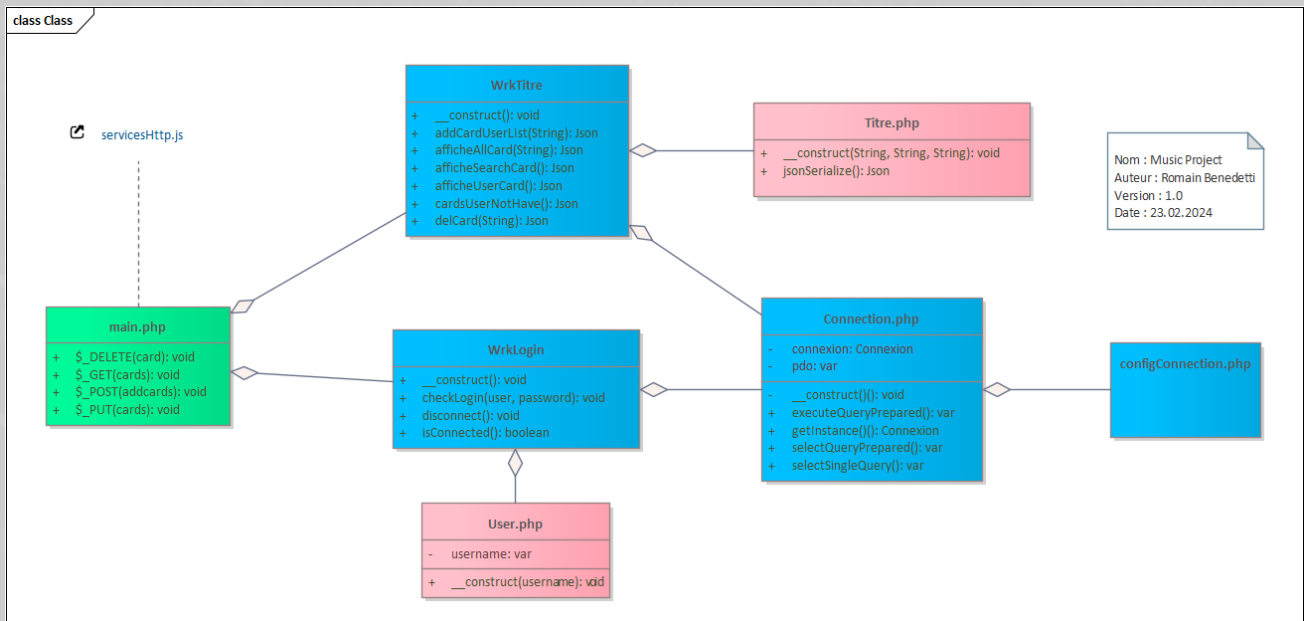 class Class
servicesHttp.js
WrkTitre
+ __construct(): void
+ addCardUserList(String): Json
+ afficheAllCard(String): Json
+ afficheSearchCard(): Json
+ afficheUserCard(): Json
+ cardsUserNotHave(): Json
+ delCard(String): Json
Titre.php
+ __construct(String, String, String): void
+ jsonSerialize(): Json
Nom : Music Project
Auteur : Romain Benedetti
Version : 1.0
Date : 23.02.2024
main.php
+ $_DELETE(card): void
+ $_GET(cards): void
+ $_POST(addcards): void
+ $_PUT(cards): void
WrkLogin
+ __construct(): void
+ checkLogin(user, password): void
+ disconnect(): void
+ isConnected(): boolean
Connection.php
- connexion: Connexion
- pdo: var
- __construct()(): void
+ executeQueryPrepared(): var
+ getInstance()(): Connexion
+ selectQueryPrepared(): var
+ selectSingleQuery(): var
configConnection.php
User.php
- username: var
+ __construct(username): void